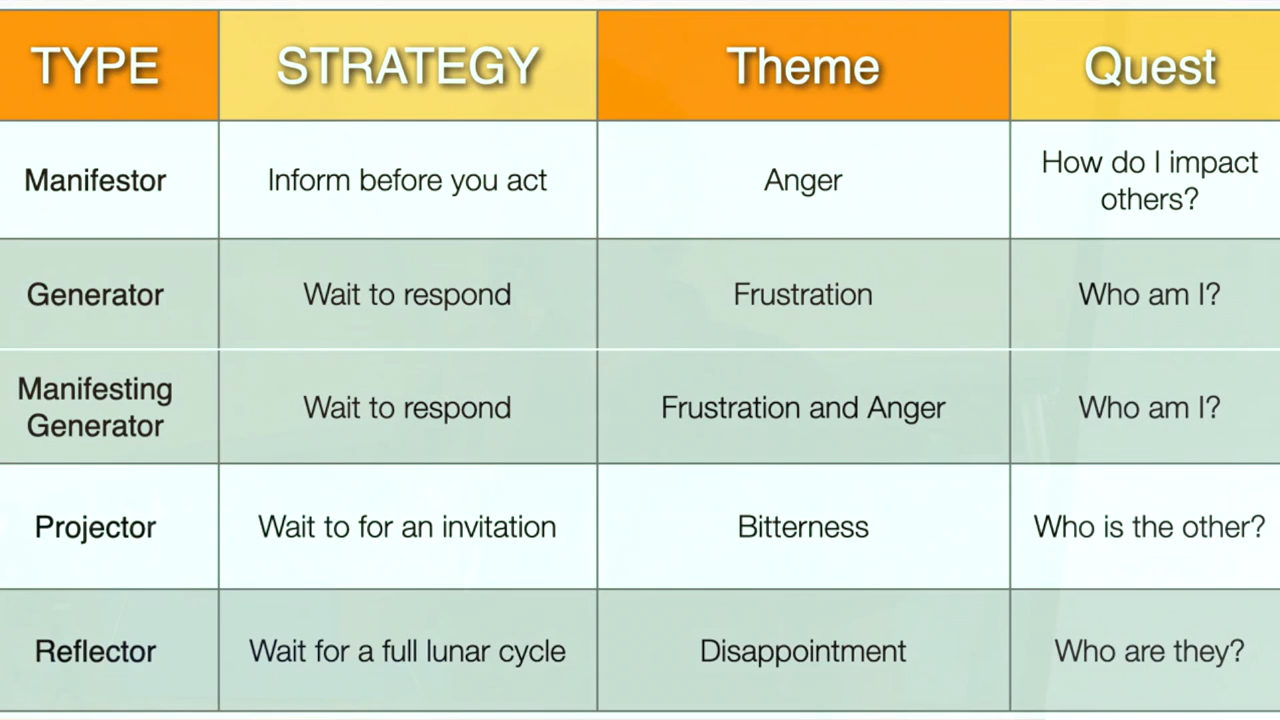 TYPE STRATEGY Theme Quest
Manifestor Inform before you act Anger How do I impact
others?
Generator Wait to respond Frustration Who am I?
Manifesting
Generator Wait to respond Frustration and Anger Who am I?
Projector Wait to for an invitation Bitterness Who is the other?
Reflector Wait for a full lunar cycle Disappointment Who are they?